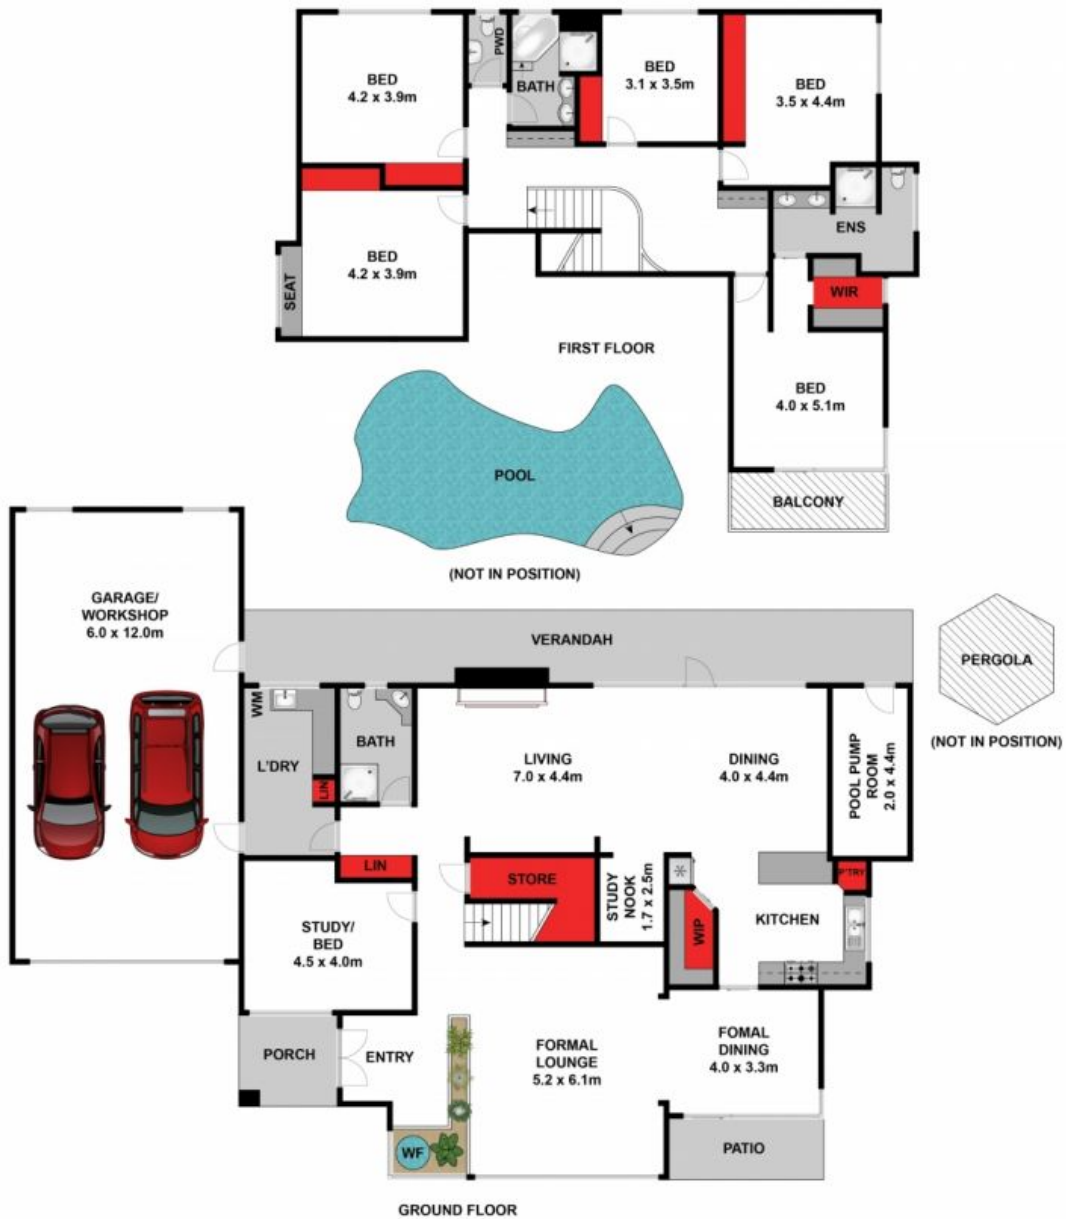 BED
4.2 x 3.9m
PWD
BATH
BED
3.1 x 3.5m
BED
3.5 x 4.4m
BED
4.2 x 3.9m
SEAT
ENS
WIR
FIRST FLOOR
BED
4.0 x 5.1m
BALCONY
POOL
(NOT IN POSITION)
GARAGE/
WORKSHOP
6.0 x 12.0m
VERANDAH
PERGOLA
(NOT IN POSITION)
WM
L'DRY
LIN
BATH
LIVING
7.0 x 4.4m
DINING
4.0 x 4.4m
POOL PUMP
ROOM
2.0 x 4.4m
LIN
STORE
STUDY
NOOK
1.7 x 2.5m
P'TRY
KITCHEN
WIP
STUDY/
BED
4.5 x 4.0m
PORCH
ENTRY
FORMAL
LOUNGE
5.2 x 6.1m
FOMAL
DINING
4.0 x 3.3m
WF
PATIO
GROUND FLOOR